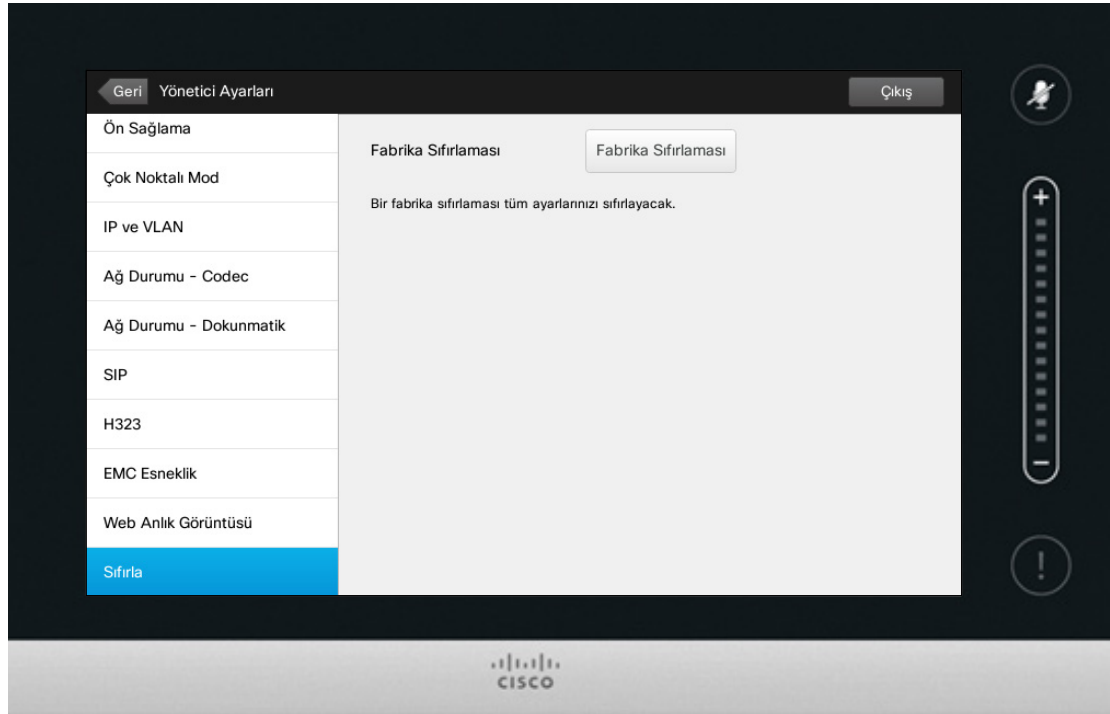 Geri
Yönetici Ayarları
Çıkış
Ön Sağlama
Çok Noktalı Mod
IP ve VLAN
Ağ Durumu - Codec
Ağ Durumu - Dokunmatik
SIP
H323
EMC Esneklik
Web Anlık Görüntüsü
Sıfırla
Fabrika Sıfırlaması
Fabrika Sıfırlaması
Bir fabrika sıfırlaması tüm ayarlarınızı sıfırlayacak.
+
−
!
CISCO